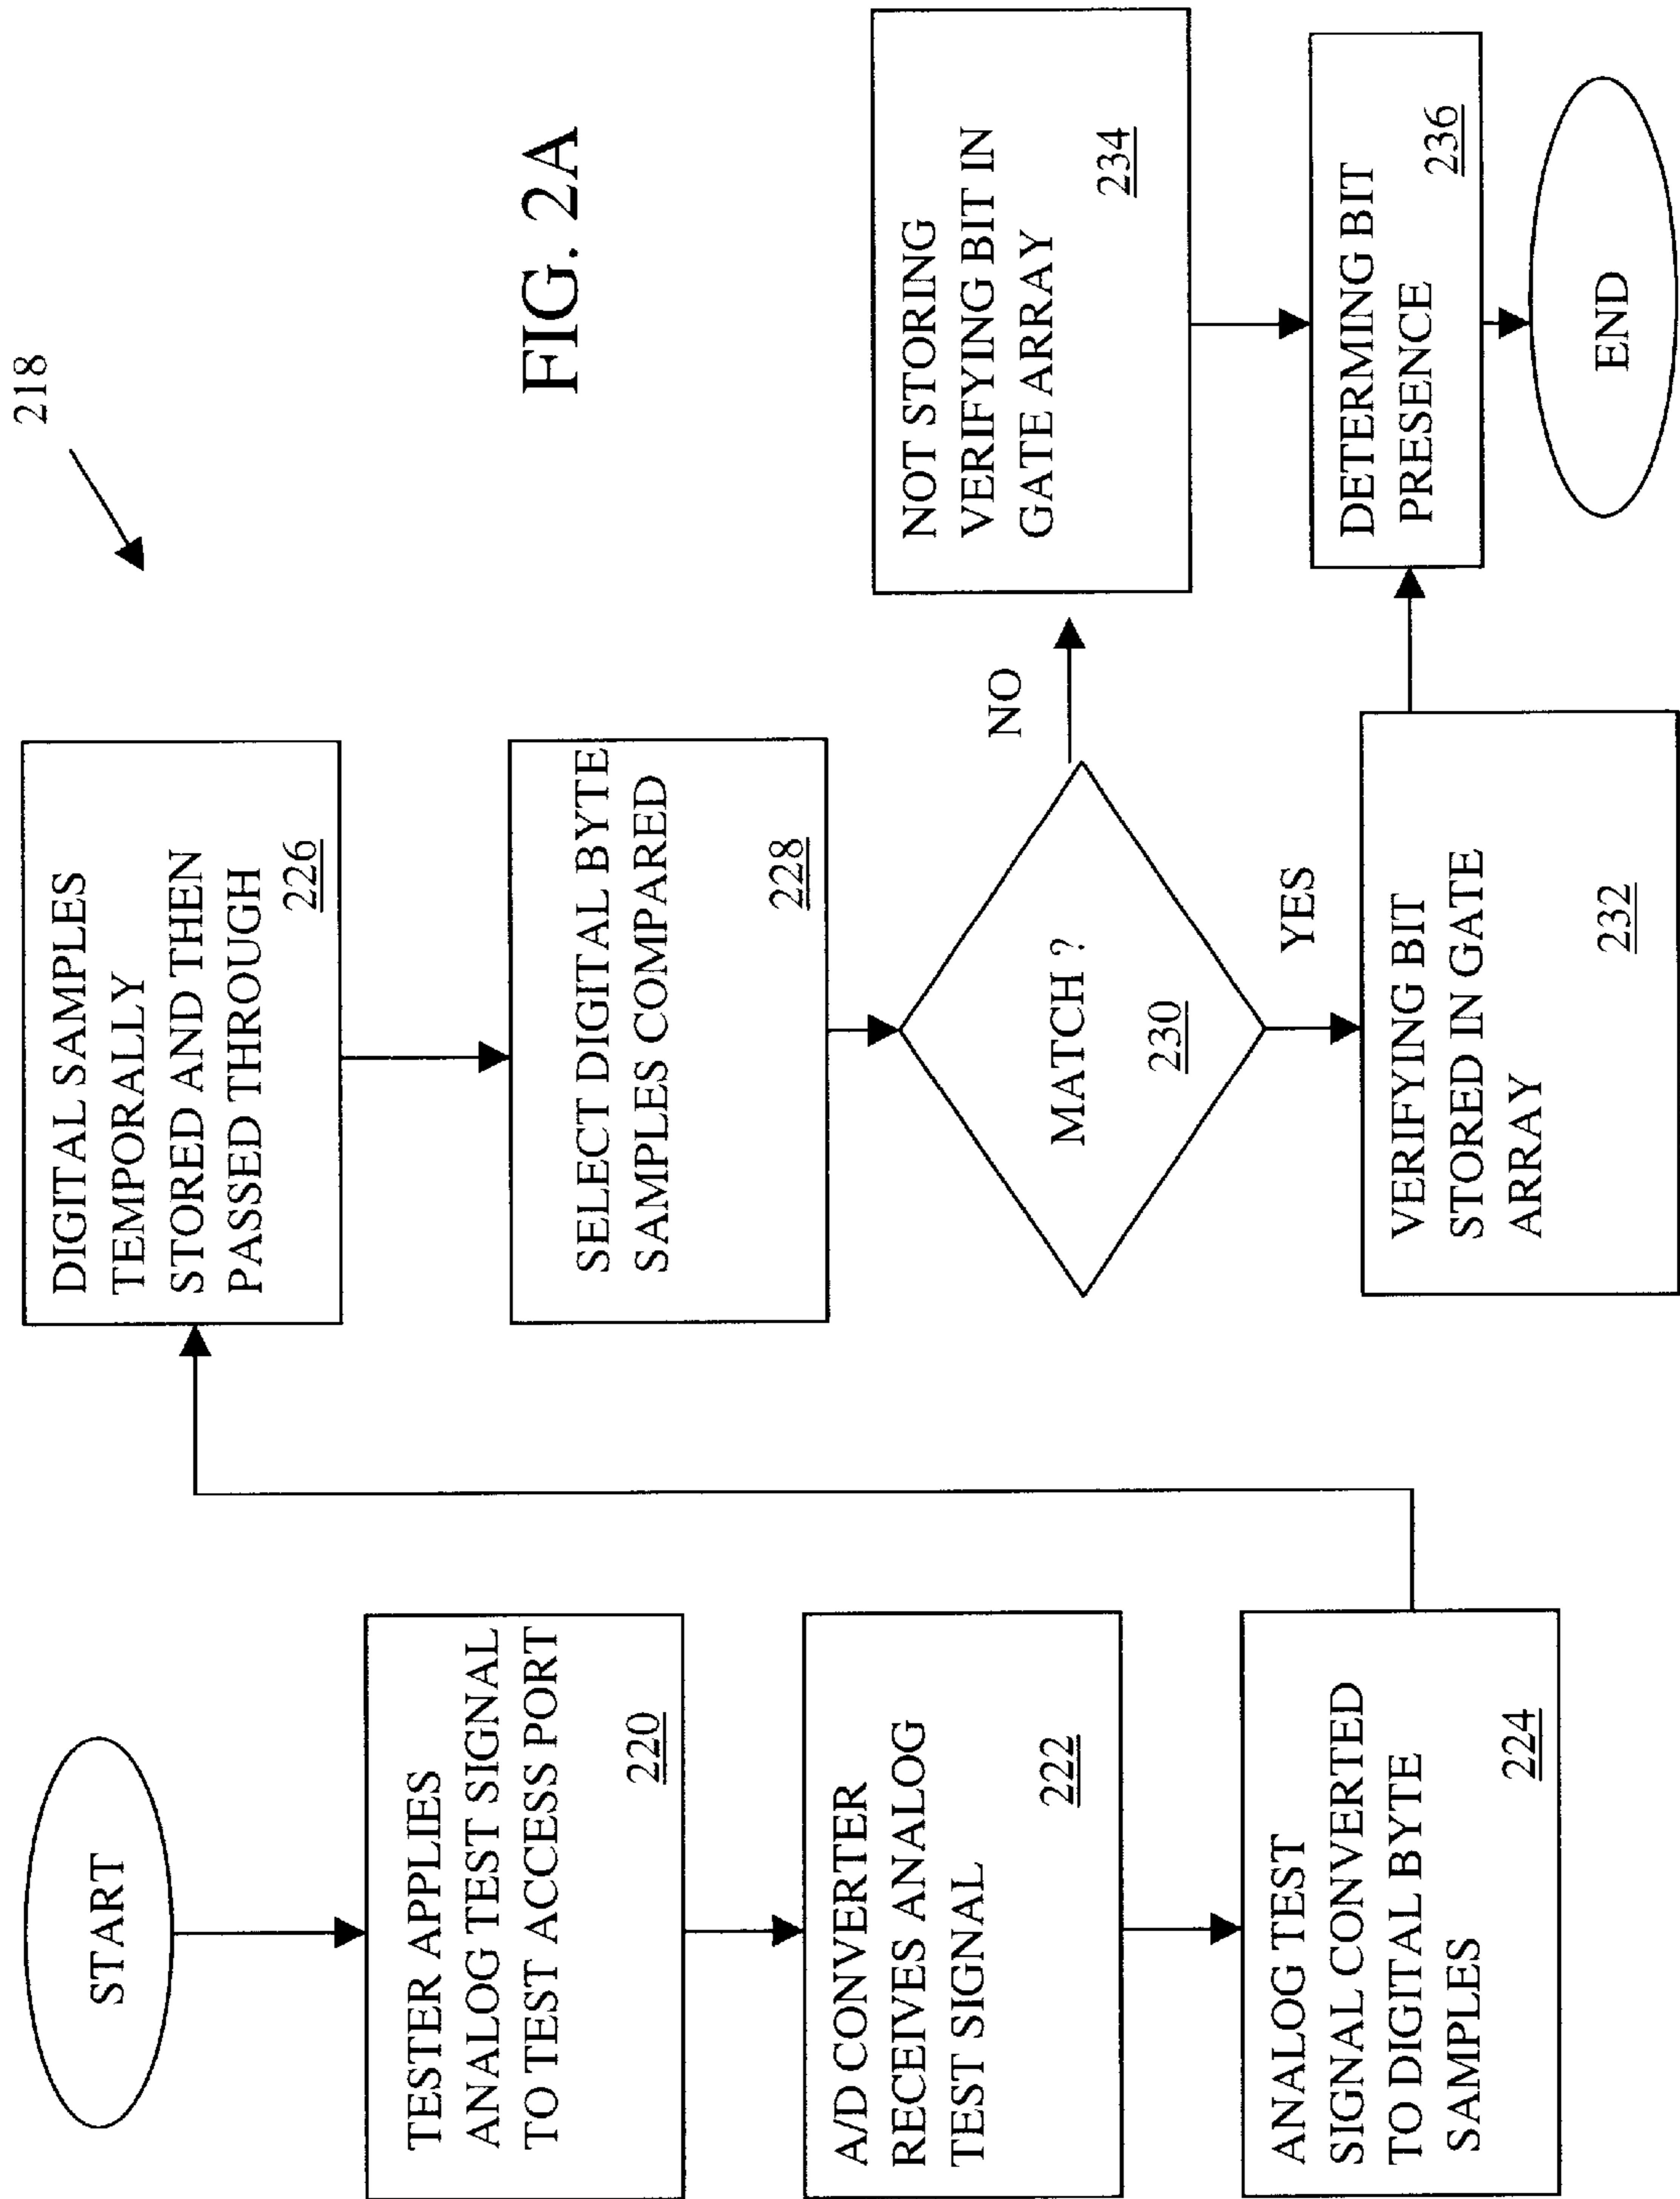 218
FIG. 2A
START
TESTER APPLIES
ANALOG TEST SIGNAL
TO TEST ACCESS PORT
220
A/D CONVERTER
RECEIVES ANALOG
TEST SIGNAL
222
ANALOG TEST
SIGNAL CONVERTED
TO DIGITAL BYTE
SAMPLES
224
DIGITAL SAMPLES
TEMPORALLY
STORED AND THEN
PASSED THROUGH
226
SELECT DIGITAL BYTE
SAMPLES COMPARED
228
MATCH ?
230
NO
YES
VERIFYING BIT
STORED IN GATE
ARRAY
232
NOT STORING
VERIFYING BIT IN
GATE ARRAY
234
DETERMINING BIT
PRESENCE
236
END